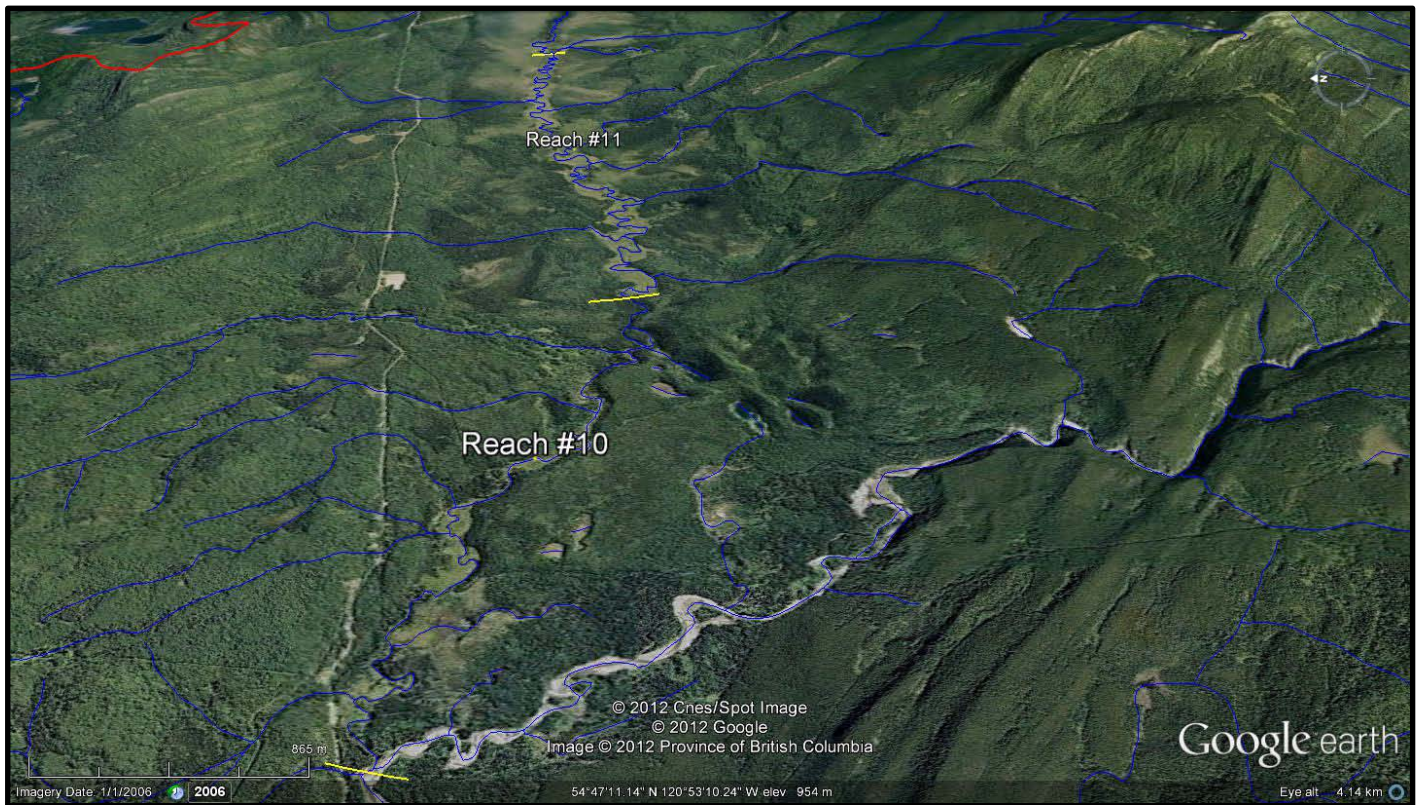 Z
Reach #11
Reach #10
© 2012 Cnes/Spot Image
© 2012 Google
Image © 2012 Province of British Columbia
Google earth
865 m
Imagery Date: 1/1/2006 2006 54°47'11.14" N 120°53'10.24" W elev 954 m Eye alt 4.14 km